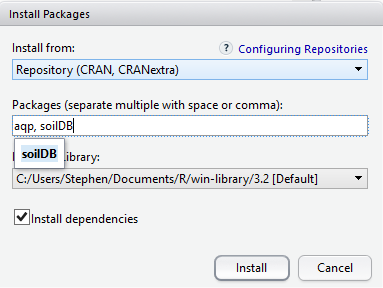 Install Packages
Install from:
? Configuring Repositories
Repository (CRAN, CRANextra)
Packages (separate multiple with space or comma):
aqp, soilDB
soilDB
Library:
C:/Users/Stephen/Documents/R/win-library/3.2 [Default]
Install dependencies
Install
Cancel